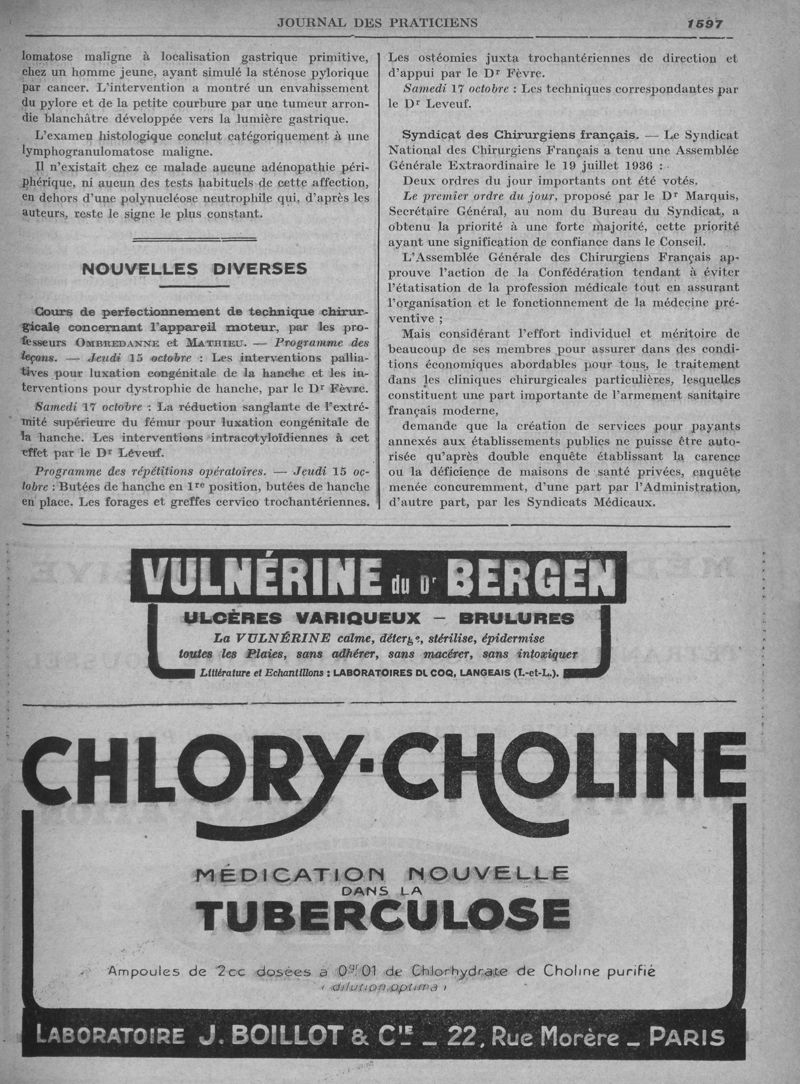 JOURNAL DES PRATICIENS
1597
lomatose maligne à localisation gastrique primitive,
chez un homme jeune, ayant simulé la sténose pylorique
par cancer. L'intervention a montré un envahissement
du pylore et de la petite courbure par une tumeur arron-
die blanchâtre développée vers la lumière gastrique.
L'examen histologique conclut catégoriquement à une
lymphogranulomatose maligne.
Il n'existait chez ce malade aucune adénopathie péri-
phérique, ni aucun des tests habituels de cette affection,
en dehors d'une polynucléose neutrophile qui, d'après les
auteurs, reste le signe le plus constant.
NOUVELLES DIVERSES
Cours de perfectionnement de technique chirur-
gicale concernant l'appareil moteur, par les pro-
fesseurs OMBREDANNE et MATHIEU. — Programme des
leçons. — Jeudi 15 octobre : Les interventions pallia-
tives pour luxation congénitale de la hanche et les in-
terventions pour dystrophie de hanche, par le Dr Fèvre.
Samedi 17 octobre : La réduction sanglante de l'extré-
mité supérieure du fémur pour luxation congénitale de
la hanche. Les interventions intracotyloïdiennes à cet
effet par le Dr Léveuf.
Programme des répétitions opératoires. — Jeudi 15 oc-
tobre : Butées de hanche en 1re position, butées de hanche
en place. Les forages et greffes cervico trochantériennes.
Les ostéomies juxta trochantériennes de direction et
d'appui par le Dr Fèvre.
Samedi 17 octobre : Les techniques correspondantes par
le Dr Leveuf.
Syndicat des Chirurgiens français. — Le Syndicat
National des Chirurgiens Français a tenu une Assemblée
Générale Extraordinaire le 19 juillet 1936 :
Deux ordres du jour importants ont été votés.
Le premier ordre du jour, proposé par le Dr Marquis,
Secrétaire Général, au nom du Bureau du Syndicat, a
obtenu la priorité à une forte majorité, cette priorité
ayant une signification de confiance dans le Conseil.
L'Assemblée Générale des Chirurgiens Français ap-
prouve l'action de la Confédération tendant à éviter
l'étatisation de la profession médicale tout en assurant
l'organisation et le fonctionnement de la médecine pré-
ventive ;
Mais considérant l'effort individuel et méritoire de
beaucoup de ses membres pour assurer dans des condi-
tions économiques abordables pour tous, le traitement
dans les cliniques chirurgicales particulières, lesquelles
constituent une part importante de l'armement sanitaire
français moderne,
demande que la création de services pour payants
annexés aux établissements publics ne puisse être auto-
risée qu'après double enquête établissant la carence
ou la déficience de maisons de santé privées, enquête
menée concuremment, d'une part par l'Administration,
d'autre part, par les Syndicats Médicaux.
VULNÉRINE du Dr BERGEN
ULCÈRES VARIQUEUX — BRULURES
La VULNÉRINE calme, stérilise, épidermise
toutes les Plaies, sans adhérer, sans macérer, sans intoxiquer
Littérature et Echantillons : LABORATOIRES COQ, LANGEAIS (I.-et-L.).
CHLORY-CHOLINE
MÉDICATION NOUVELLE
DANS LA
TUBERCULOSE
Ampoules de 2cc dosées à 0gr01 de Chlorhydrate de Choline purifié
(dilution optima)
LABORATOIRE J. BOILLOT & CIE _ 22, Rue Morère _ PARIS